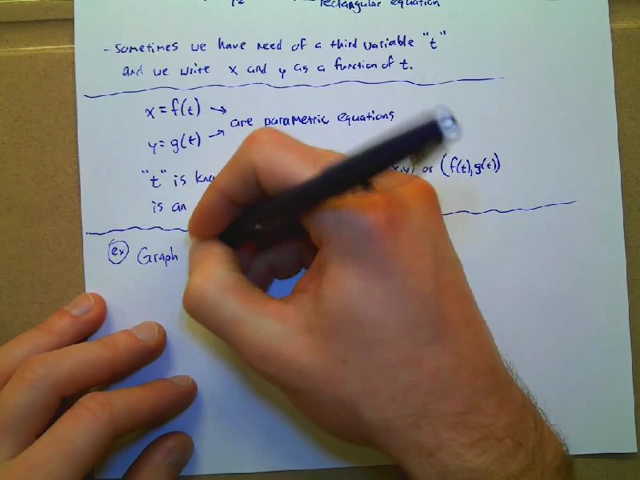 rectangular equation
- Sometimes we have need of a third variable "t"
and we write x and y as a function of t.
x = f(t) →
are parametric equations
y = g(t) →
"t" is or (f(t), g(t))
is an
ex Graph